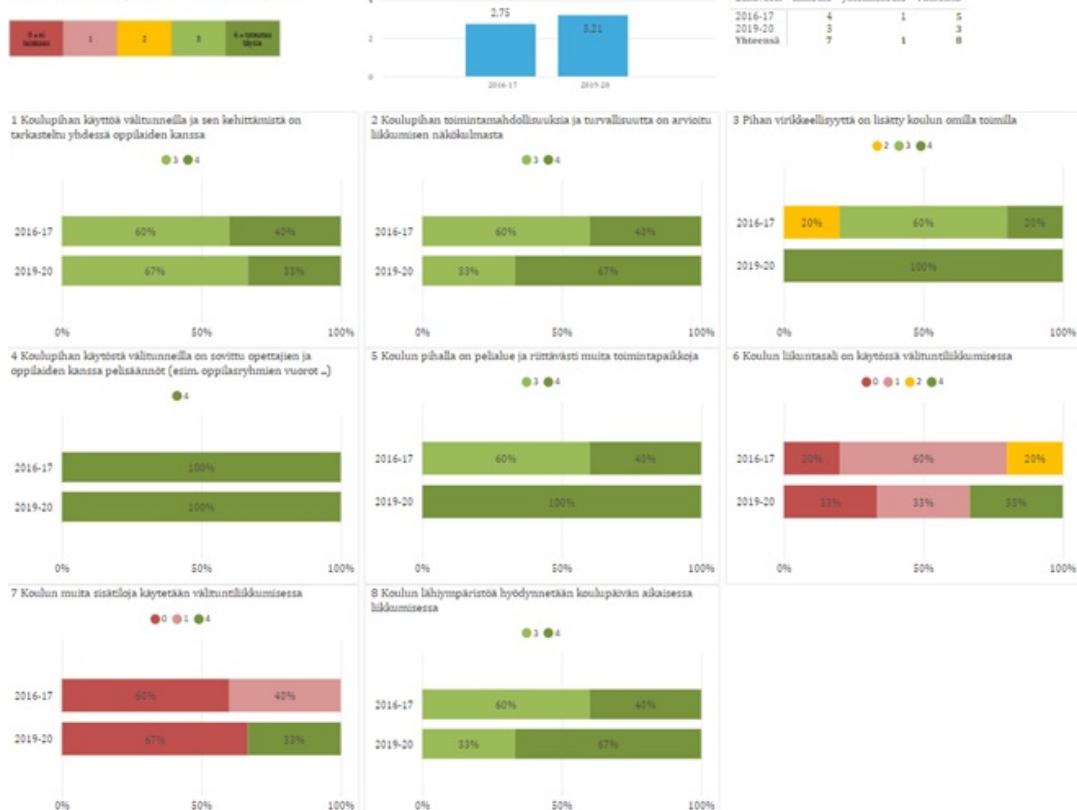 1
2
3
4
2
0
2,75
3,21
2016-17
2019-20
2016-17 4 1 5
2019-20 3 3
Yhteensä 7 1 8
1 Koulupihan käyttöä välitunneilla ja sen kehittämistä on
tarkasteltu yhdessä oppilaiden kanssa
3 4
2016-17 60% 40%
2019-20 67% 33%
0% 50% 100%
2 Koulupihan toimintamahdollisuuksia ja turvallisuutta on arvioitu
liikkumisen näkökulmasta
3 4
2016-17 60% 40%
2019-20 33% 67%
0% 50% 100%
3 Pihan virikkeellisyyttä on lisätty koulun omilla toimilla
2 3 4
2016-17 20% 60% 20%
2019-20 100%
0% 50% 100%
4 Koulupihan käytöstä välitunneilla on sovittu opettajien ja
oppilaiden kanssa pelisäännöt (esim. oppilasryhmien vuorot ..)
4
2016-17 100%
2019-20 100%
0% 50% 100%
5 Koulun pihalla on pelialue ja riittävästi muita toimintapaikkoja
3 4
2016-17 60% 40%
2019-20 100%
0% 50% 100%
6 Koulun liikuntasali on käytössä välituntiliikkumisessa
0 1 2 4
2016-17 20% 60% 20%
2019-20 33% 33% 33%
0% 50% 100%
7 Koulun muita sisätiloja käytetään välituntiliikkumisessa
0 1 4
2016-17 60% 40%
2019-20 67% 33%
0% 50% 100%
8 Koulun lähiympäristöä hyödynnetään koulupäivän aikaisessa
liikkumisessa
3 4
2016-17 60% 40%
2019-20 33% 67%
0% 50% 100%